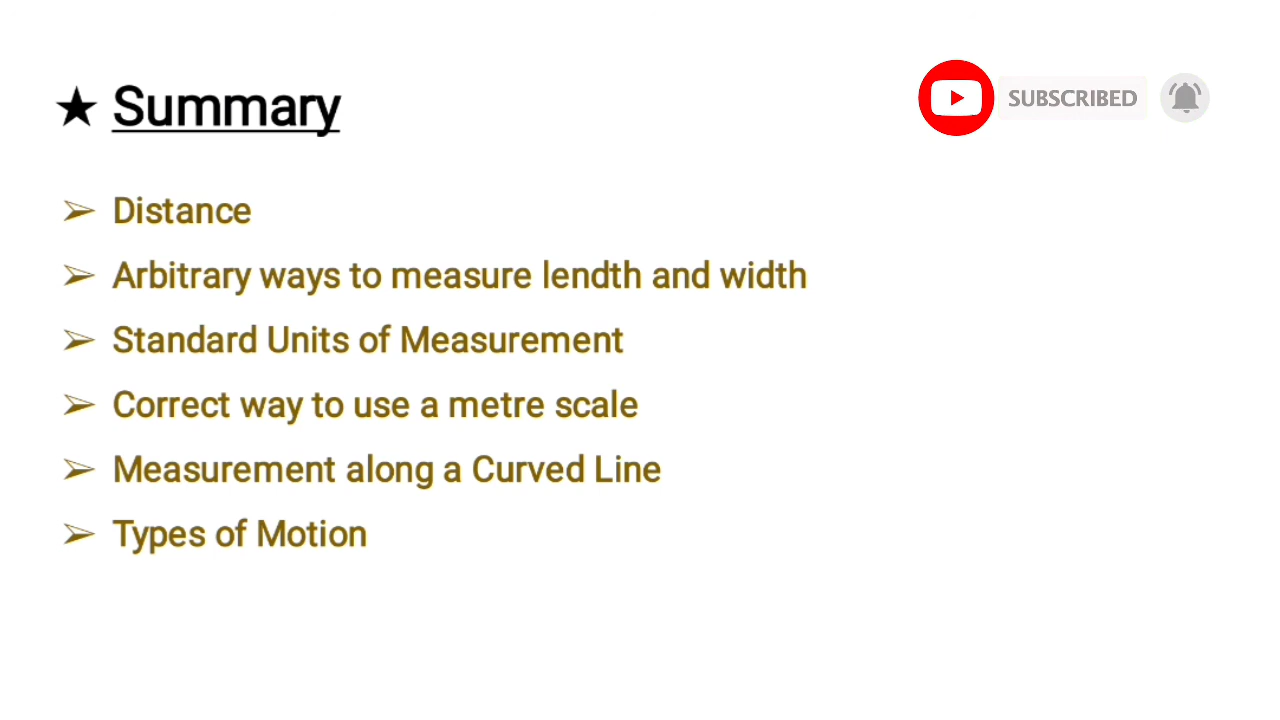 ★ Summary
SUBSCRIBED
➢ Distance
➢ Arbitrary ways to measure lendth and width
➢ Standard Units of Measurement
➢ Correct way to use a metre scale
➢ Measurement along a Curved Line
➢ Types of Motion